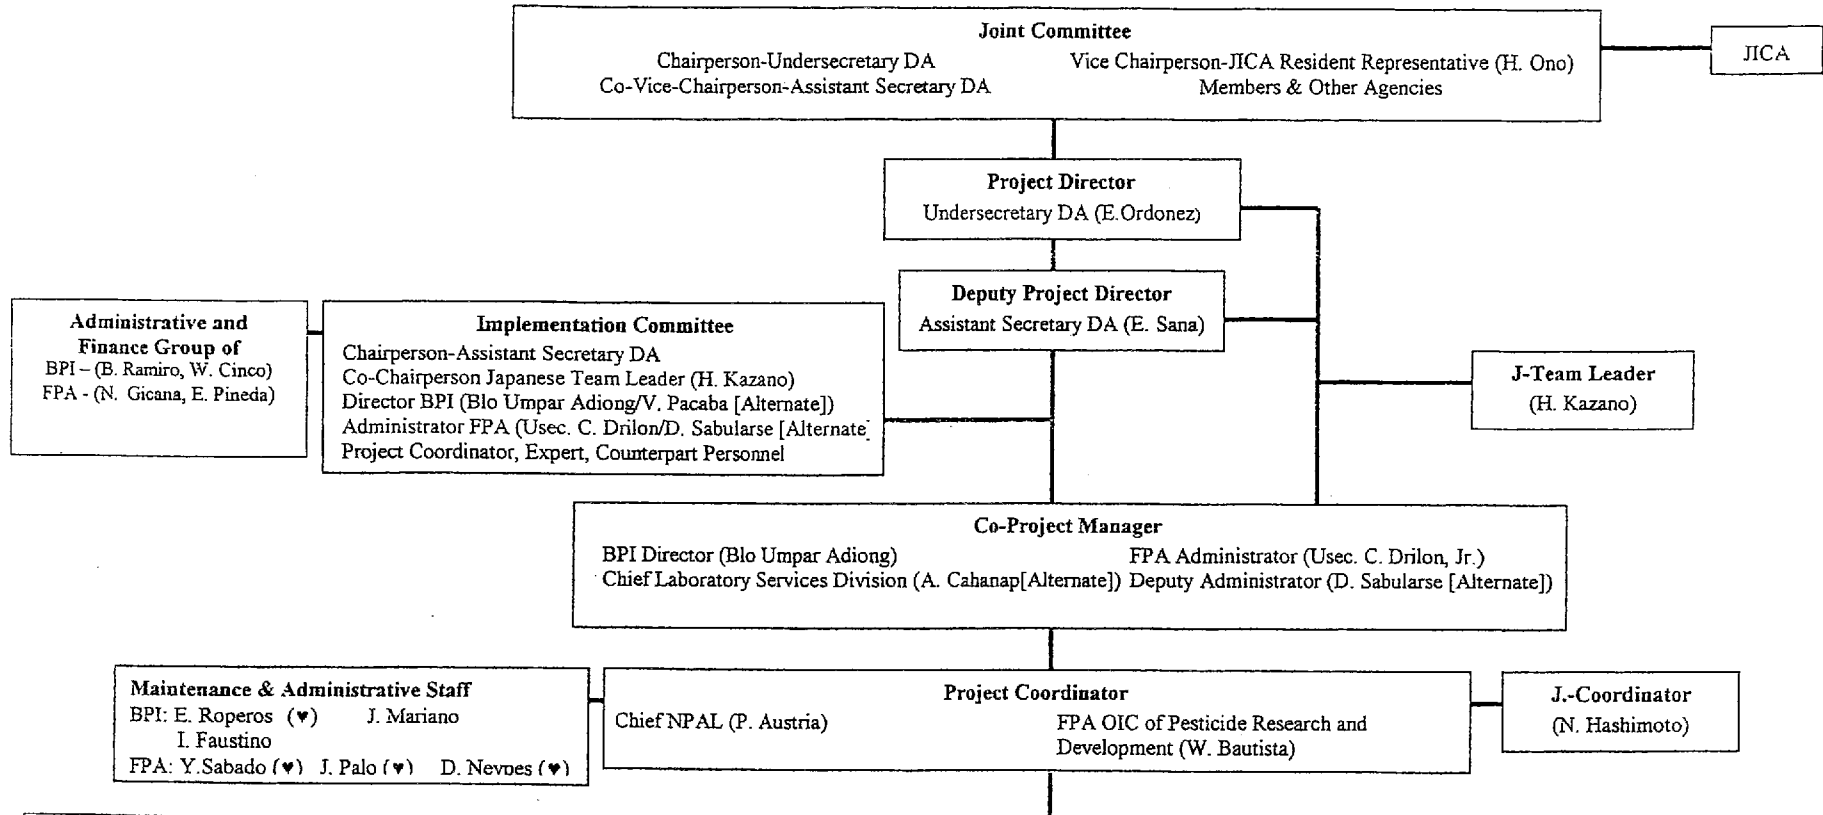 Joint Committee
Chairperson-Undersecretary DA Vice Chairperson-JICA Resident Representative (H. Ono)
Co-Vice-Chairperson-Assistant Secretary DA Members & Other Agencies
JICA
Project Director
Undersecretary DA (E.Ordonez)
Deputy Project Director
Assistant Secretary DA (E. Sana)
Administrative and
Finance Group of
BPI – (B. Ramiro, W. Cinco)
FPA - (N. Gicana, E. Pineda)
Implementation Committee
Chairperson-Assistant Secretary DA
Co-Chairperson Japanese Team Leader (H. Kazano)
Director BPI (Blo Umpar Adiong/V. Pacaba [Alternate])
Administrator FPA (Usec. C. Drilon/D. Sabularse [Alternate]
Project Coordinator, Expert, Counterpart Personnel
J-Team Leader
(H. Kazano)
Co-Project Manager
BPI Director (Blo Umpar Adiong) FPA Administrator (Usec. C. Drilon, Jr.)
Chief Laboratory Services Division (A. Cahanap[Alternate]) Deputy Administrator (D. Sabularse [Alternate])
Maintenance & Administrative Staff
BPI: E. Roperos (♥) J. Mariano
I. Faustino
FPA: Y.Sabado (♥) J. Palo (♥) D. Neypes (♥)
Project Coordinator
Chief NPAL (P. Austria) FPA OIC of Pesticide Research and
Development (W. Bautista)
J.-Coordinator
(N. Hashimoto)